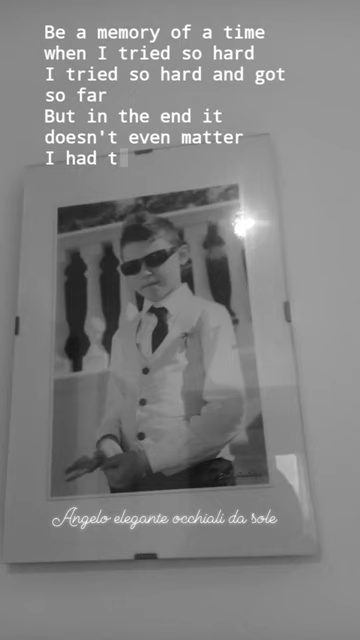 Be a memory of a time
when I tried so hard
I tried so hard and got
so far
But in the end it
doesn't even matter
I had t
Angelo elegante occhiali da sole